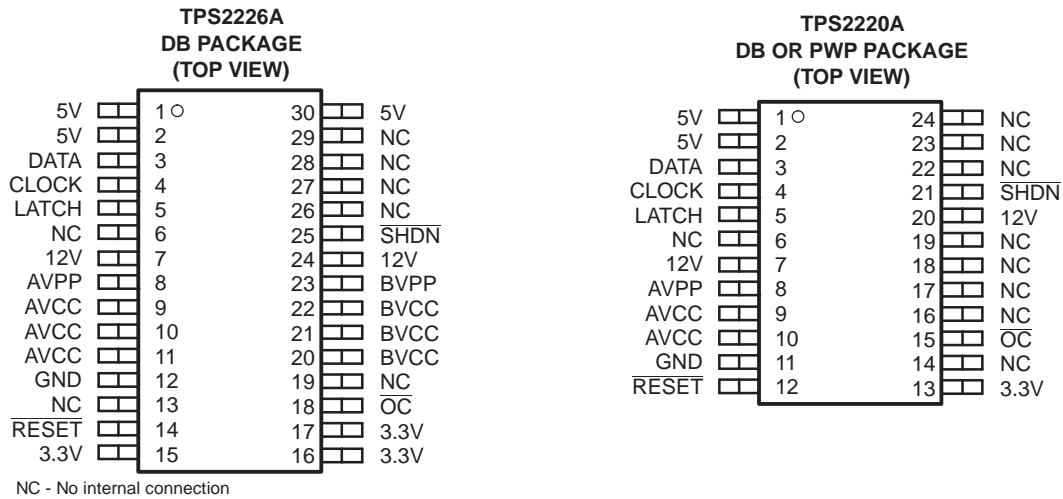 TPS2226A
DB PACKAGE
(TOP VIEW)
5V 1 30 5V
5V 2 29 NC
DATA 3 28 NC
CLOCK 4 27 NC
LATCH 5 26 NC
NC 6 25 SHDN
12V 7 24 12V
AVPP 8 23 BVPP
AVCC 9 22 BVCC
AVCC 10 21 BVCC
AVCC 11 20 BVCC
GND 12 19 NC
NC 13 18 OC
RESET 14 17 3.3V
3.3V 15 16 3.3V
NC - No internal connection
TPS2220A
DB OR PWP PACKAGE
(TOP VIEW)
5V 1 24 NC
5V 2 23 NC
DATA 3 22 NC
CLOCK 4 21 SHDN
LATCH 5 20 12V
NC 6 19 NC
12V 7 18 NC
AVPP 8 17 NC
AVCC 9 16 NC
AVCC 10 15 OC
GND 11 14 NC
RESET 12 13 3.3V